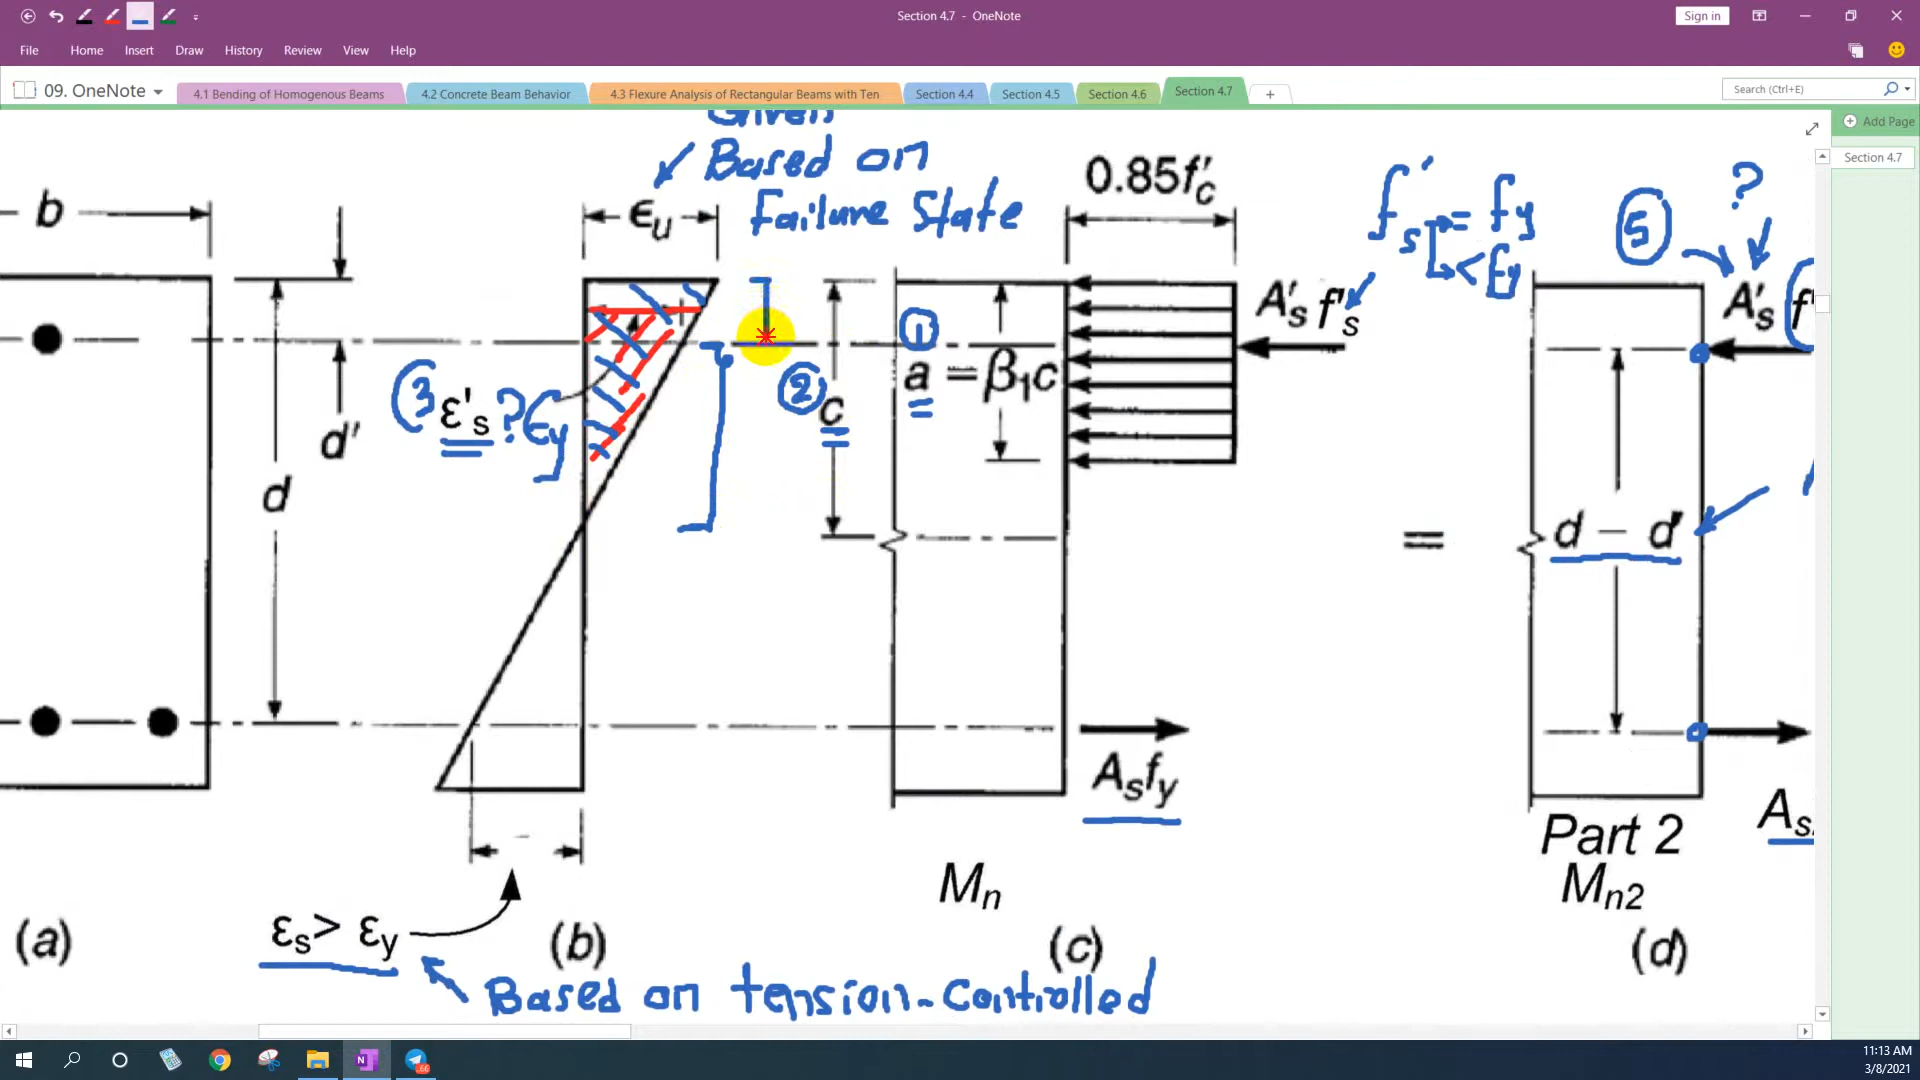 Section 4.7 - OneNote
Sign in
File Home Insert Draw History Review View Help
09. OneNote
4.1 Bending of Homogenous Beams
4.2 Concrete Beam Behavior
4.3 Flexure Analysis of Rectangular Beams with Ten
Section 4.4
Section 4.5
Section 4.6
Section 4.7
Search (Ctrl+E)
Add Page
Section 4.7
Given
Based on
Failure State
b
ϵu
0.85f'c
f's = fy
< fy
5
?
A's f's
A's f'
d
d'
3
ε's ? ϵy
2
c
1
a = β1c
=
d - d'
Asfy
As
Mn
Part 2
Mn2
εs > εy
(a)
(b)
(c)
(d)
Based on tension-Controlled
11:13 AM
3/8/2021